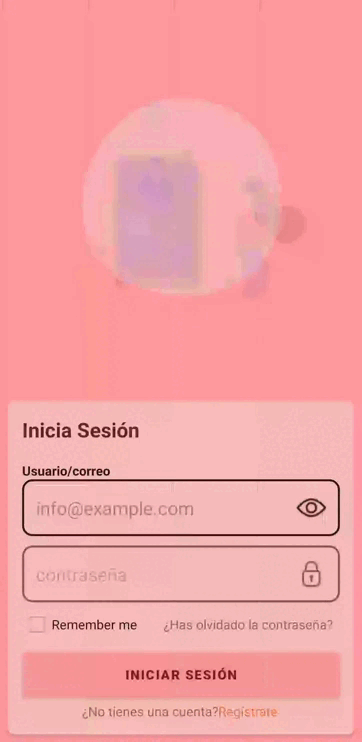 Inicia Sesión
Usuario/correo
info@example.com
contraseña
Remember me ¿Has olvidado la contraseña?
INICIAR SESIÓN
¿No tienes una cuenta?Regístrate